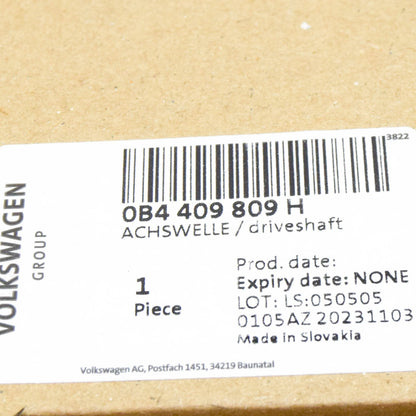 VOLKSWAGEN
GROUP
3822
0B4 409 809 H
ACHSWELLE / driveshaft
1
Piece
Prod. date:
Expiry date: NONE
LOT: LS:050505
0105AZ 20231103
Made in Slovakia
Volkswagen AG, Postfach 1451, 34219 Baunatal